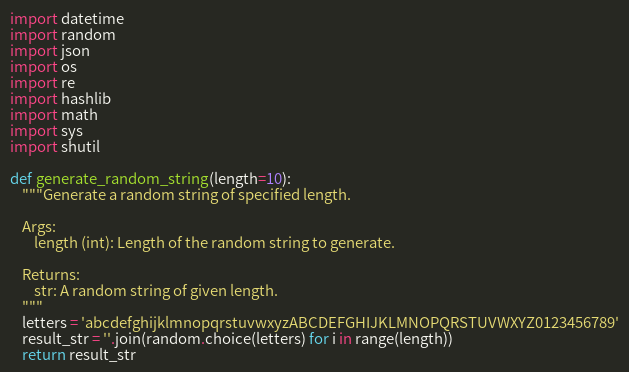 import datetime
import random
import json
import os
import re
import hashlib
import math
import sys
import shutil

def generate_random_string(length=10):
    """Generate a random string of specified length.

    Args:
        length (int): Length of the random string to generate.

    Returns:
        str: A random string of given length.
    """
    letters = 'abcdefghijklmnopqrstuvwxyzABCDEFGHIJKLMNOPQRSTUVWXYZ0123456789'
    result_str = ''.join(random.choice(letters) for i in range(length))
    return result_str